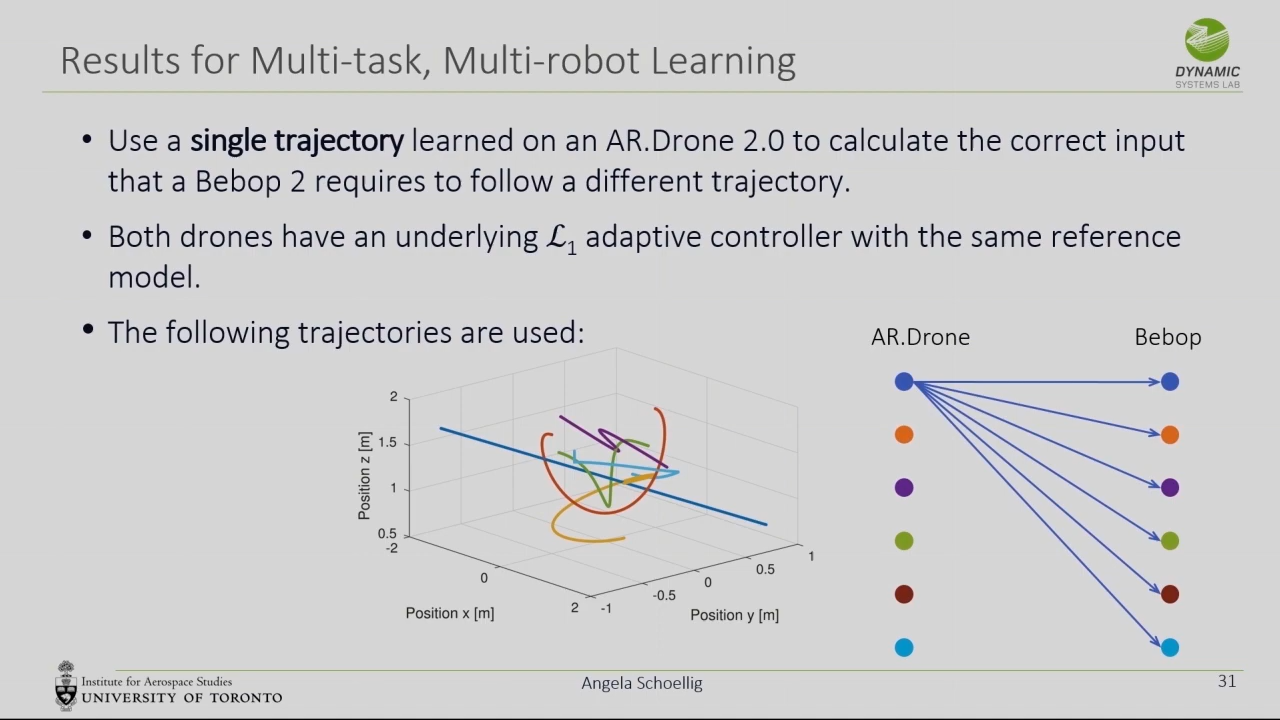 Results for Multi-task, Multi-robot Learning
DYNAMIC
SYSTEMS LAB
• Use a single trajectory learned on an AR.Drone 2.0 to calculate the correct input
that a Bebop 2 requires to follow a different trajectory.
• Both drones have an underlying ℒ₁ adaptive controller with the same reference
model.
• The following trajectories are used:
AR.Drone
Bebop
2
1.5
1
0.5
Position z [m]
-2
0
2
Position x [m]
-1
-0.5
0
0.5
1
Position y [m]
Institute for Aerospace Studies
UNIVERSITY OF TORONTO
Angela Schoellig
31